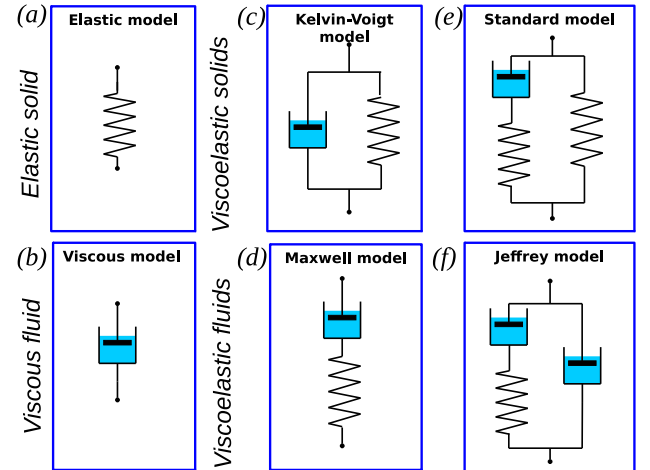 (a)
Elastic model
Elastic solid
(c)
Kelvin-Voigt
model
Viscoelastic solids
(e)
Standard model
(b)
Viscous model
Viscous fluid
(d)
Maxwell model
Viscoelastic fluids
(f)
Jeffrey model